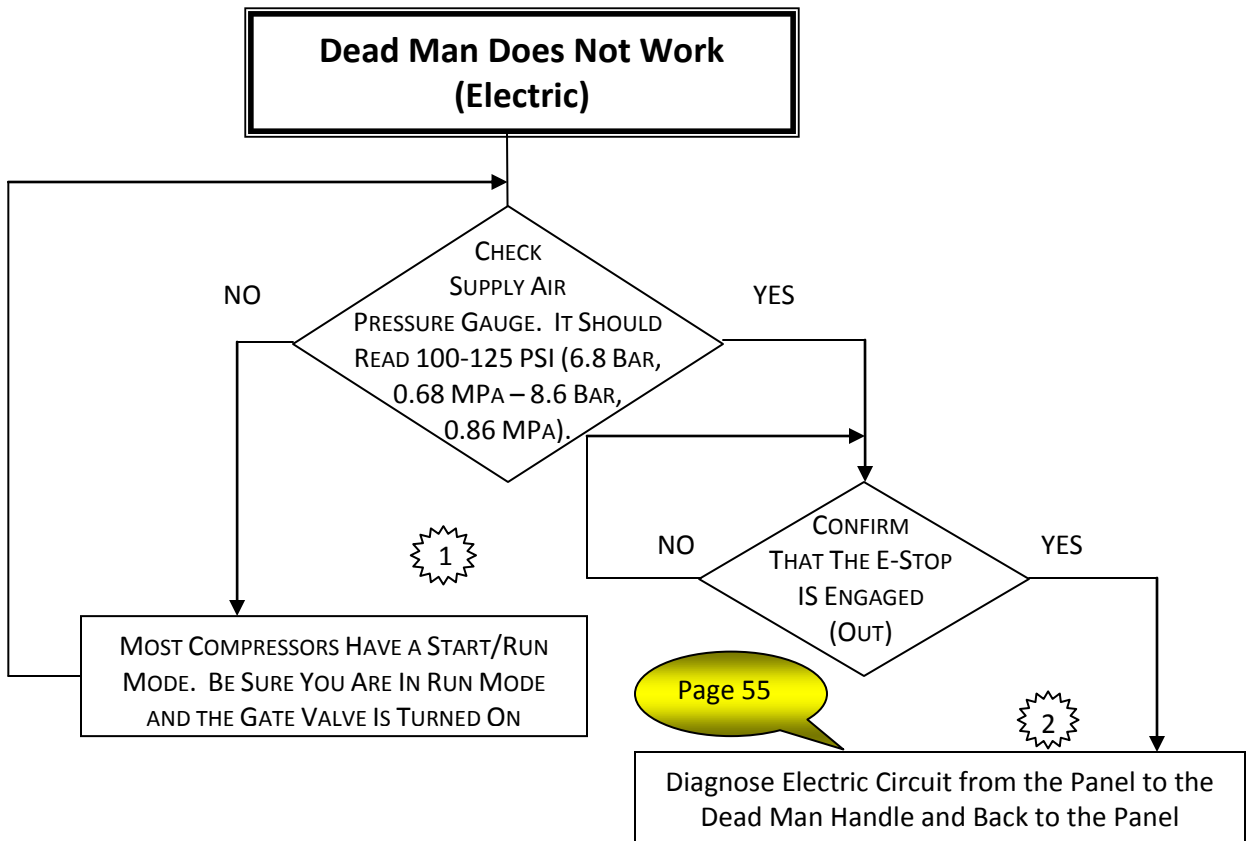 Dead Man Does Not Work
(Electric)
CHECK
SUPPLY AIR
PRESSURE GAUGE. IT SHOULD
READ 100-125 PSI (6.8 BAR,
0.68 MPA – 8.6 BAR,
0.86 MPA).
NO
YES
1
MOST COMPRESSORS HAVE A START/RUN
MODE. BE SURE YOU ARE IN RUN MODE
AND THE GATE VALVE IS TURNED ON
CONFIRM
THAT THE E-STOP
IS ENGAGED
(OUT)
NO
YES
Page 55
2
Diagnose Electric Circuit from the Panel to the
Dead Man Handle and Back to the Panel